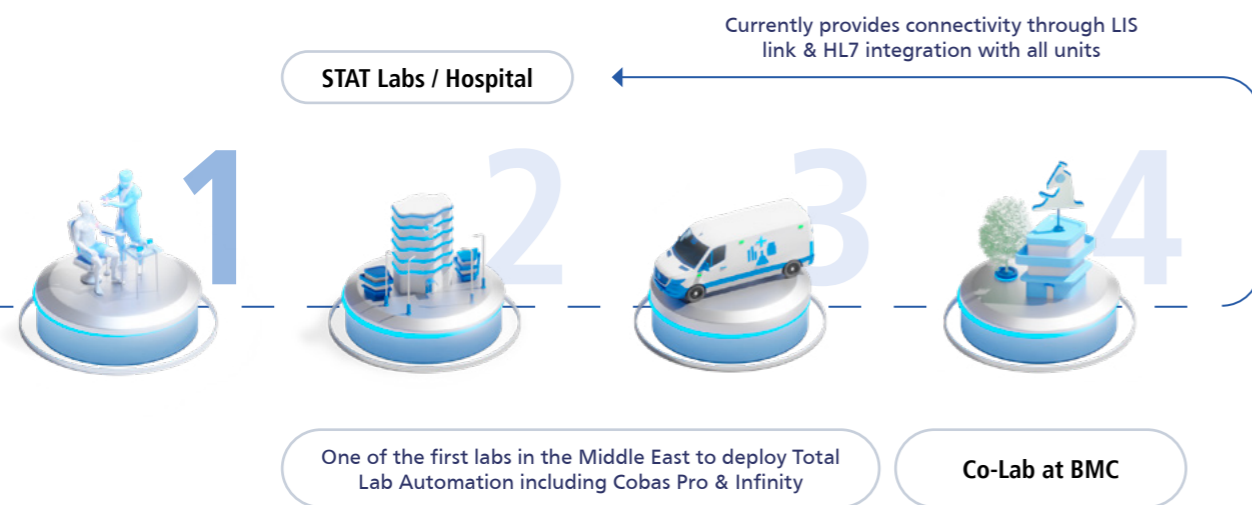 Currently provides connectivity through LIS
link & HL7 integration with all units
STAT Labs / Hospital
1
2
3
4
One of the first labs in the Middle East to deploy Total
Lab Automation including Cobas Pro & Infinity
Co-Lab at BMC